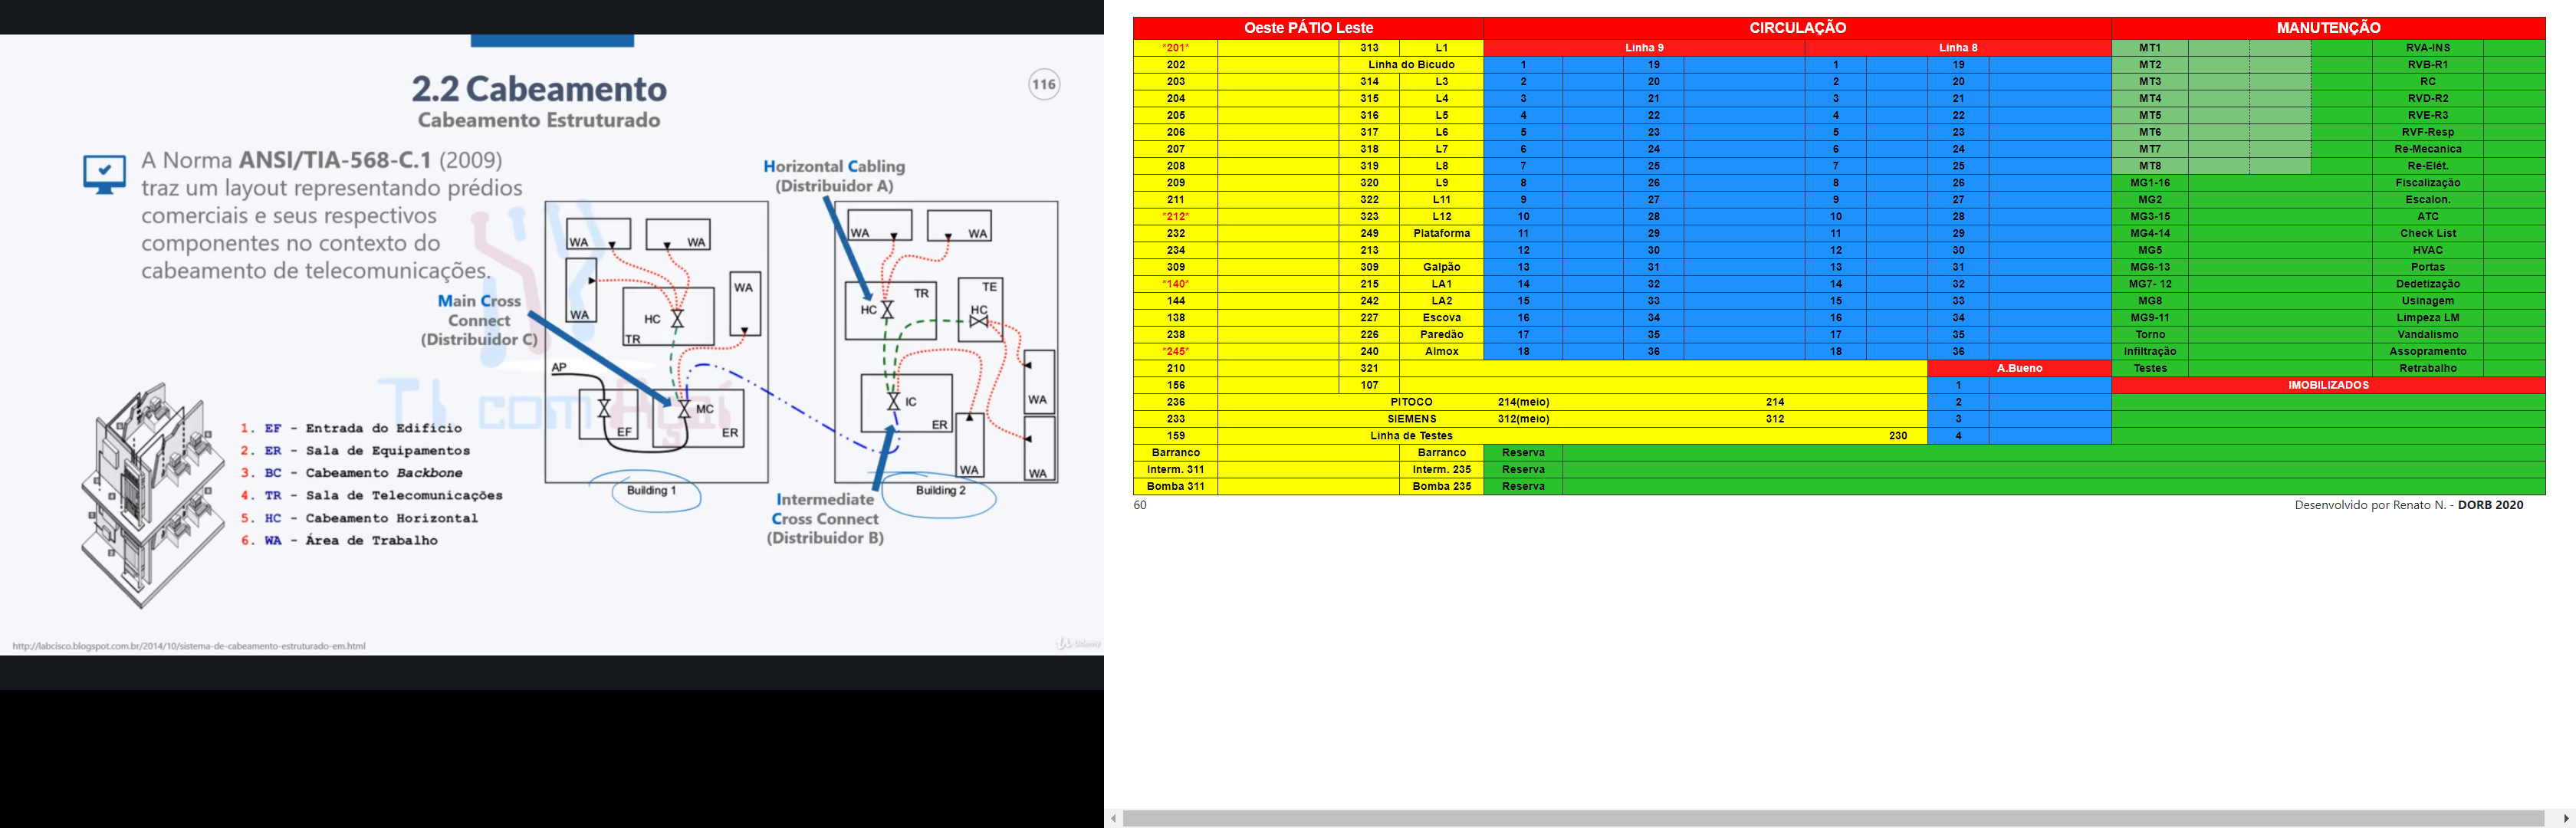 2.2 Cabeamento
Cabeamento Estruturado
116
A Norma ANSI/TIA-568-C.1 (2009)
traz um layout representando prédios
comerciais e seus respectivos
componentes no contexto do
cabeamento de telecomunicações.
Horizontal Cabling
(Distribuidor A)
Main Cross
Connect
(Distribuidor C)
WA WA
WA
WA
HC
TR
AP
EF
MC
ER
Building 1
WA WA
TR
HC
TE
HC
IC
ER
WA
WA
WA
Building 2
Intermediate
Cross Connect
(Distribuidor B)
1. EF - Entrada do Edifício
2. ER - Sala de Equipamentos
3. BC - Cabeamento Backbone
4. TR - Sala de Telecomunicações
5. HC - Cabeamento Horizontal
6. WA - Área de Trabalho
TI com Açaí
http://labcisco.blogspot.com.br/2014/10/sistema-de-cabeamento-estruturado-em.html
Oeste PÁTIO Leste CIRCULAÇÃO MANUTENÇÃO
*201* 313 L1 Linha 9 Linha 8 MT1 RVA-INS
202 Linha do Bicudo 1 19 1 19 MT2 RVB-R1
203 314 L3 2 20 2 20 MT3 RC
204 315 L4 3 21 3 21 MT4 RVD-R2
205 316 L5 4 22 4 22 MT5 RVE-R3
206 317 L6 5 23 5 23 MT6 RVF-Resp
207 318 L7 6 24 6 24 MT7 Re-Mecanica
208 319 L8 7 25 7 25 MT8 Re-Elét.
209 320 L9 8 26 8 26 MG1-16 Fiscalização
211 322 L11 9 27 9 27 MG2 Escalon.
*212* 323 L12 10 28 10 28 MG3-15 ATC
232 249 Plataforma 11 29 11 29 MG4-14 Check List
234 213 12 30 12 30 MG5 HVAC
309 309 Galpão 13 31 13 31 MG6-13 Portas
*140* 215 LA1 14 32 14 32 MG7- 12 Dedetização
144 242 LA2 15 33 15 33 MG8 Usinagem
138 227 Escova 16 34 16 34 MG9-11 Limpeza LM
238 226 Paredão 17 35 17 35 Torno Vandalismo
*245* 240 Almox 18 36 18 36 Infiltração Assopramento
210 321 A.Bueno Testes Retrabalho
156 107 1 IMOBILIZADOS
236 PITOCO 214(meio) 214 2
233 SIEMENS 312(meio) 312 3
159 Linha de Testes 230 4
Barranco Barranco Reserva
Interm. 311 Interm. 235 Reserva
Bomba 311 Bomba 235 Reserva
60 Desenvolvido por Renato N. - DORB 2020